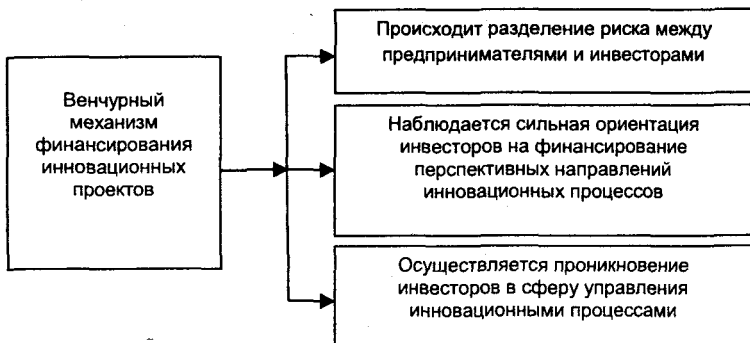 Венчурный
механизм
финансирования
инновационных
проектов
Происходит разделение риска между
предпринимателями и инвесторами
Наблюдается сильная ориентация
инвесторов на финансирование
перспективных направлений
инновационных процессов
Осуществляется проникновение
инвесторов в сферу управления
инновационными процессами